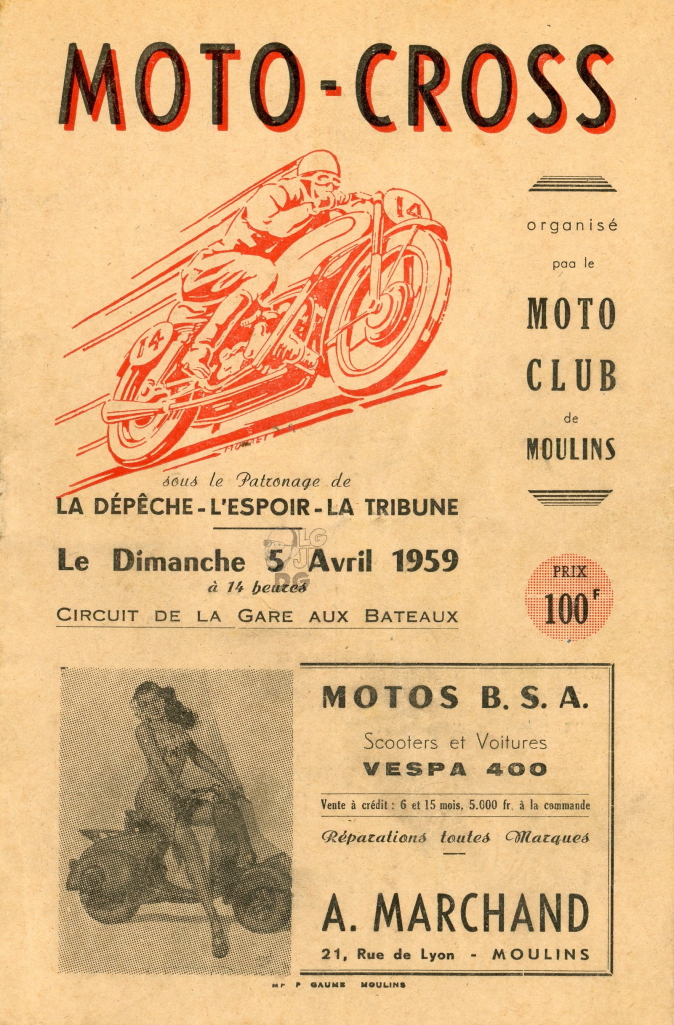 MOTO-CROSS
14
14
organisé
paa le
MOTO
CLUB
de
MOULINS
sous le Patronage de
LA DÉPÊCHE - L'ESPOIR - LA TRIBUNE
Le Dimanche 5 Avril 1959
à 14 heures
CIRCUIT DE LA GARE AUX BATEAUX
PRIX
100 F
MOTOS B. S. A.
Scooters et Voitures
VESPA 400
Vente à crédit : 6 et 15 mois, 5.000 fr. à la commande
Réparations toutes Marques
A. MARCHAND
21, Rue de Lyon - MOULINS
P GAUME MOULINS